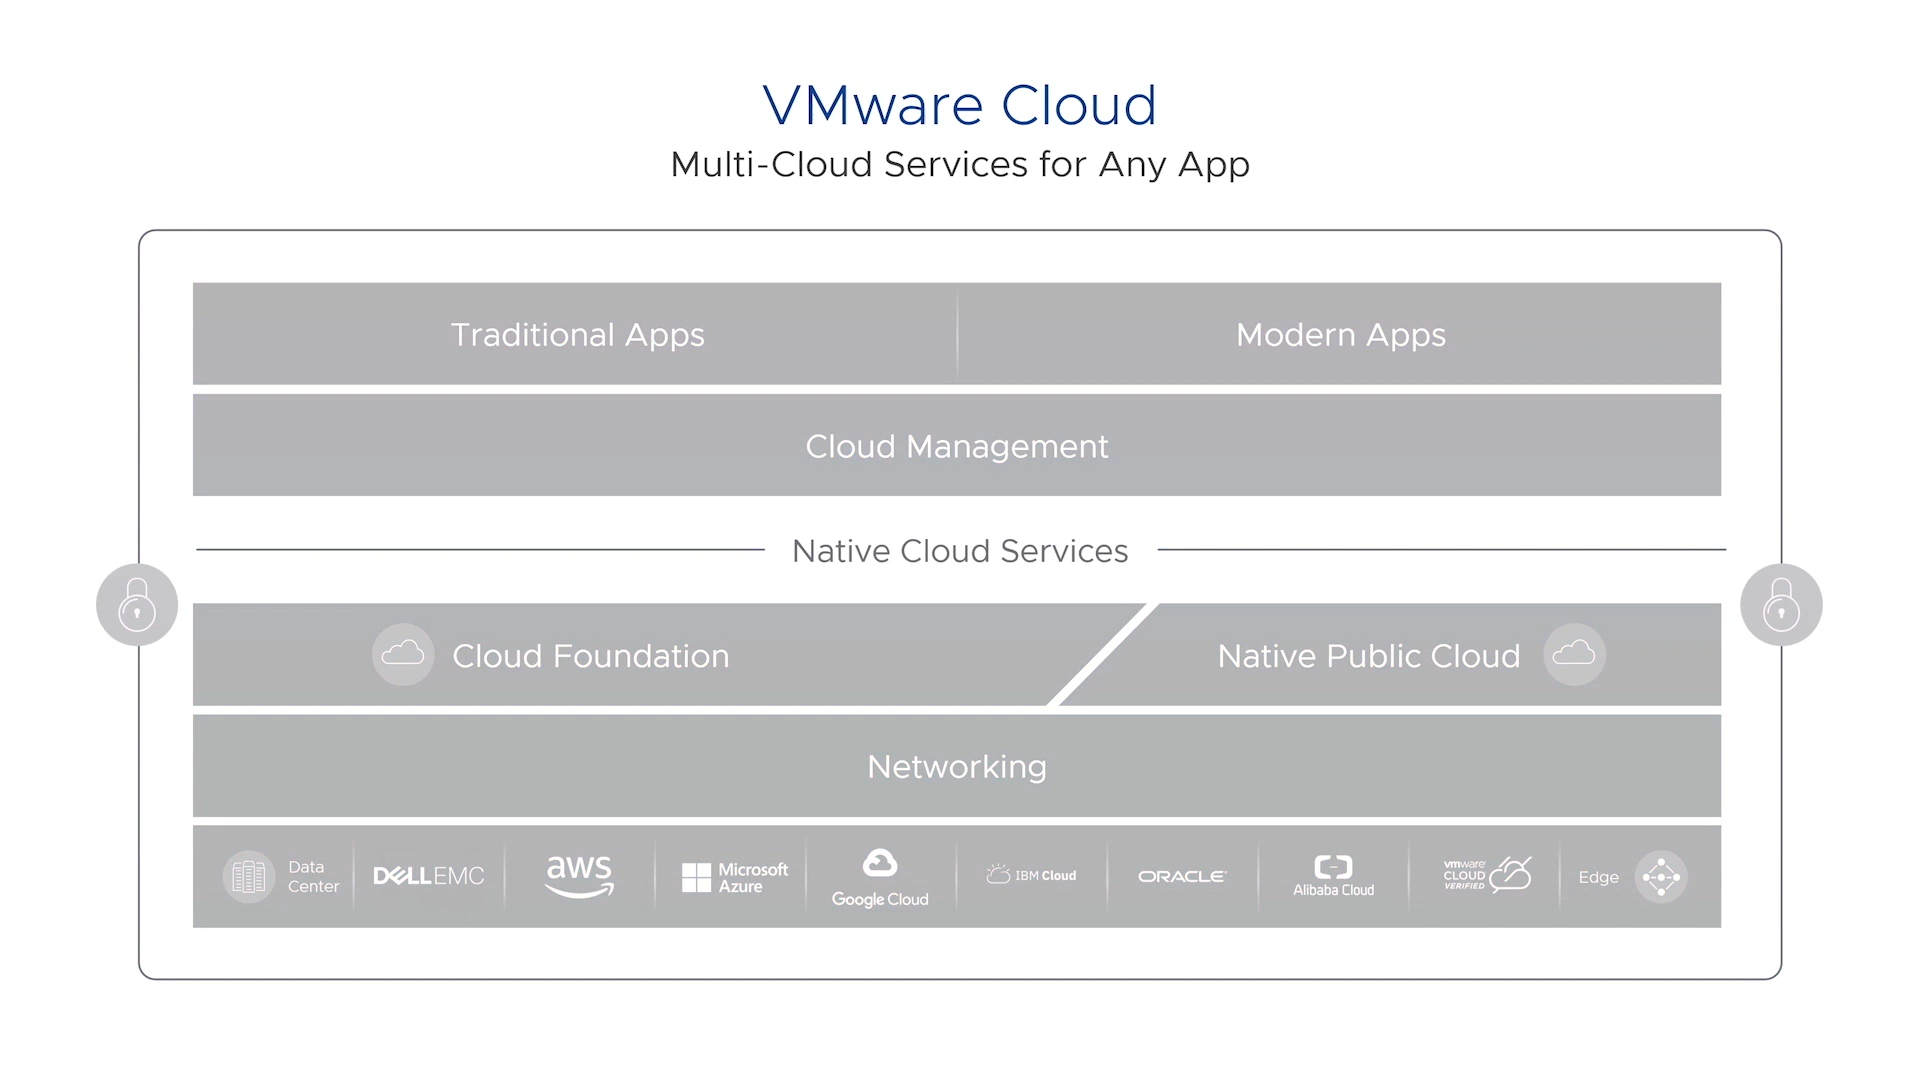 VMware Cloud
Multi-Cloud Services for Any App
Traditional Apps
Modern Apps
Cloud Management
Native Cloud Services
Cloud Foundation
Native Public Cloud
Networking
Data
Center
DELLEMC
aws
Microsoft
Azure
Google Cloud
IBM Cloud
ORACLE
Alibaba Cloud
vmware
CLOUD
VERIFIED
Edge